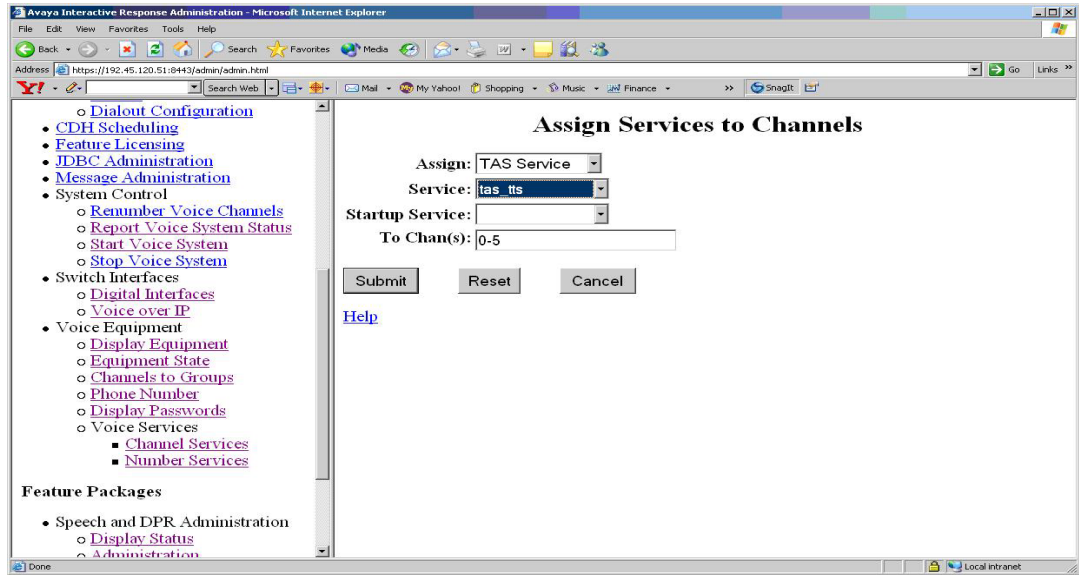 Avaya Interactive Response Administration - Microsoft Internet Explorer
File Edit View Favorites Tools Help
Back Search Favorites Media W
Address https://192.45.120.51:8443/admin/admin.html Go Links »
Y! Search Web Mail My Yahoo! Shopping Music Finance » SnagIt
Dialout Configuration
CDH Scheduling
Feature Licensing
JDBC Administration
Message Administration
System Control
Renumber Voice Channels
Report Voice System Status
Start Voice System
Stop Voice System
Switch Interfaces
Digital Interfaces
Voice over IP
Voice Equipment
Display Equipment
Equipment State
Channels to Groups
Phone Number
Display Passwords
Voice Services
Channel Services
Number Services
Feature Packages
Speech and DPR Administration
Display Status
Administration
Assign Services to Channels
Assign: TAS Service
Service: tas_tts
Startup Service:
To Chan(s): 0-5
Submit Reset Cancel
Help
Done Local intranet